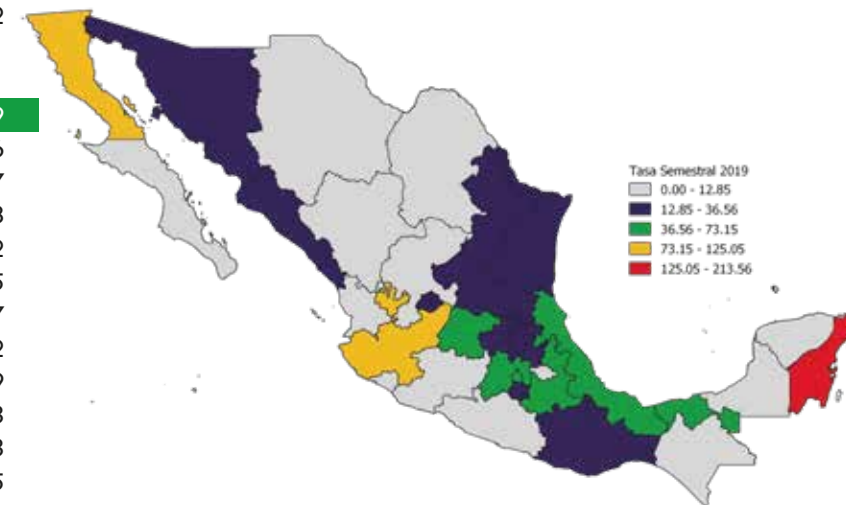 Tasa Semestral 2019
0.00 - 12.85
12.85 - 36.56
36.56 - 73.15
73.15 - 125.05
125.05 - 213.56